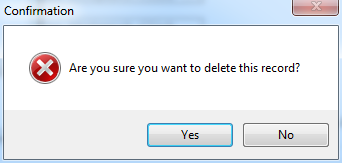 Confirmation
Are you sure you want to delete this record?
Yes
No